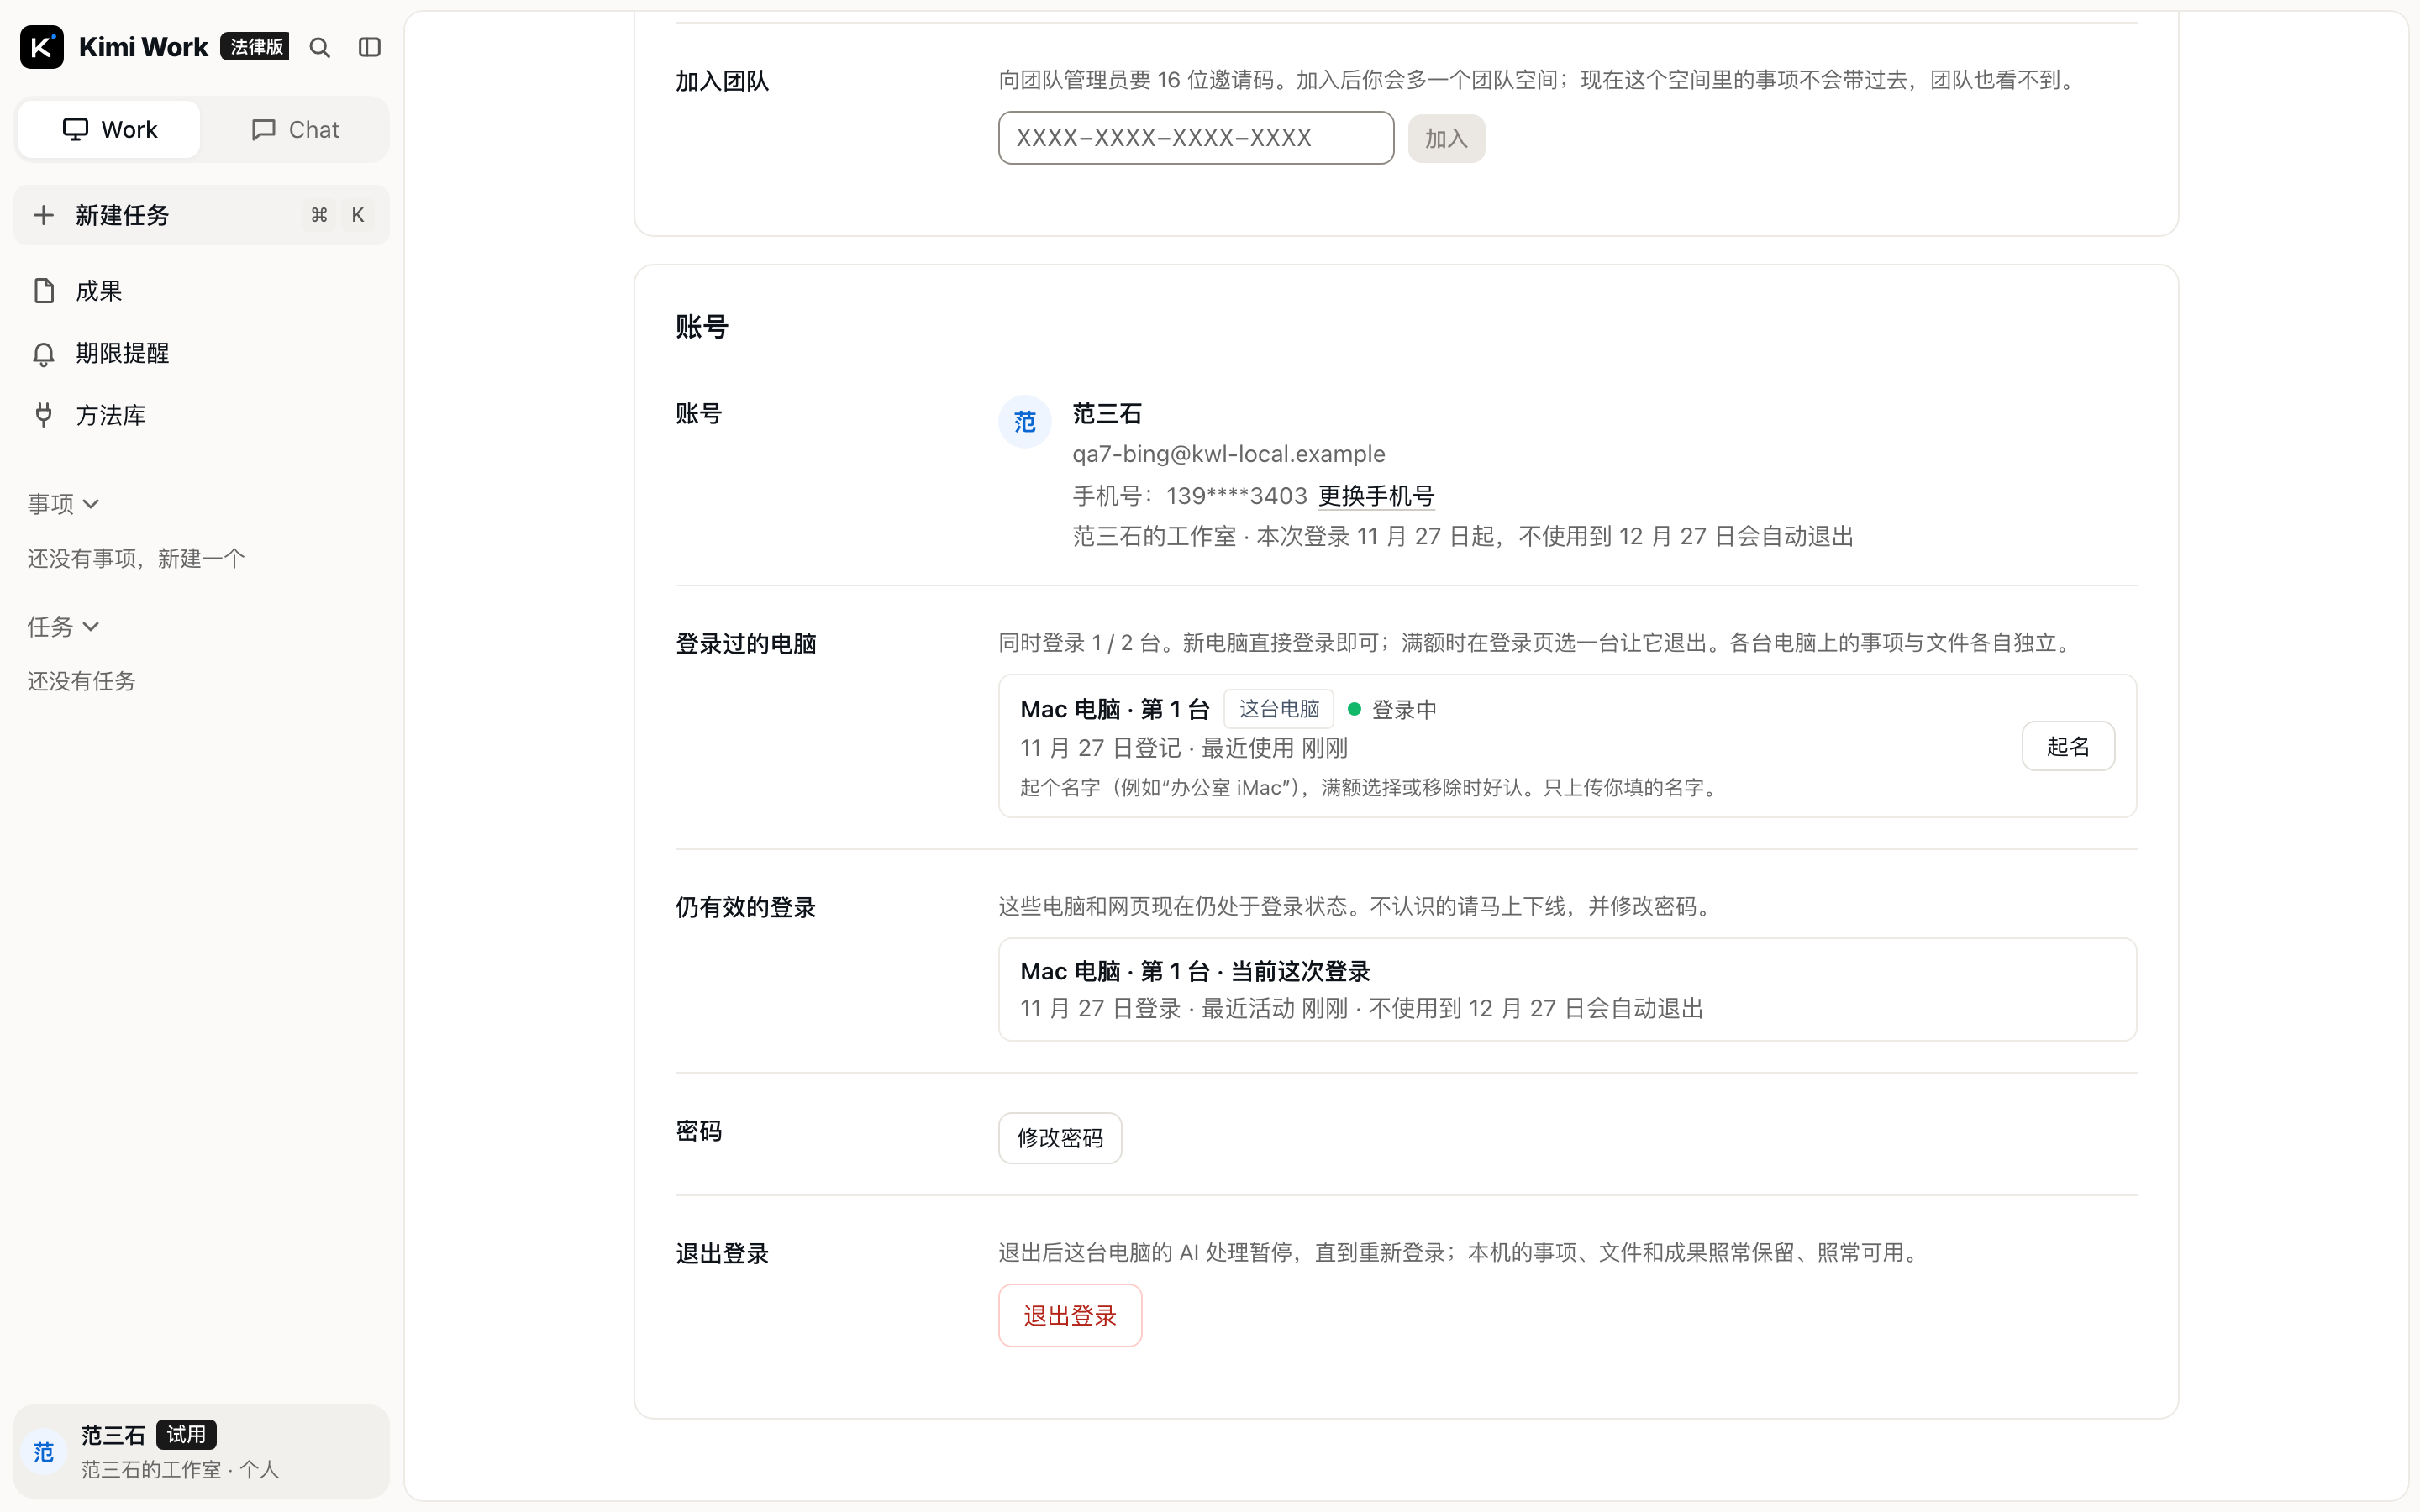 Kimi Work 法律版
Work
Chat
新建任务 ⌘ K
成果
期限提醒
方法库
事项
还没有事项，新建一个
任务
还没有任务
范
范三石 试用
范三石的工作室 · 个人
加入团队
向团队管理员要 16 位邀请码。加入后你会多一个团队空间；现在这个空间里的事项不会带过去，团队也看不到。
XXXX–XXXX–XXXX–XXXX
加入
账号
账号
范
范三石
qa7-bing@kwl-local.example
手机号：139****3403 更换手机号
范三石的工作室 · 本次登录 11 月 27 日起，不使用到 12 月 27 日会自动退出
登录过的电脑
同时登录 1 / 2 台。新电脑直接登录即可；满额时在登录页选一台让它退出。各台电脑上的事项与文件各自独立。
Mac 电脑 · 第 1 台 这台电脑 登录中
11 月 27 日登记 · 最近使用 刚刚
起个名字（例如“办公室 iMac”），满额选择或移除时好认。只上传你填的名字。
起名
仍有效的登录
这些电脑和网页现在仍处于登录状态。不认识的请马上下线，并修改密码。
Mac 电脑 · 第 1 台 · 当前这次登录
11 月 27 日登录 · 最近活动 刚刚 · 不使用到 12 月 27 日会自动退出
密码
修改密码
退出登录
退出后这台电脑的 AI 处理暂停，直到重新登录；本机的事项、文件和成果照常保留、照常可用。
退出登录